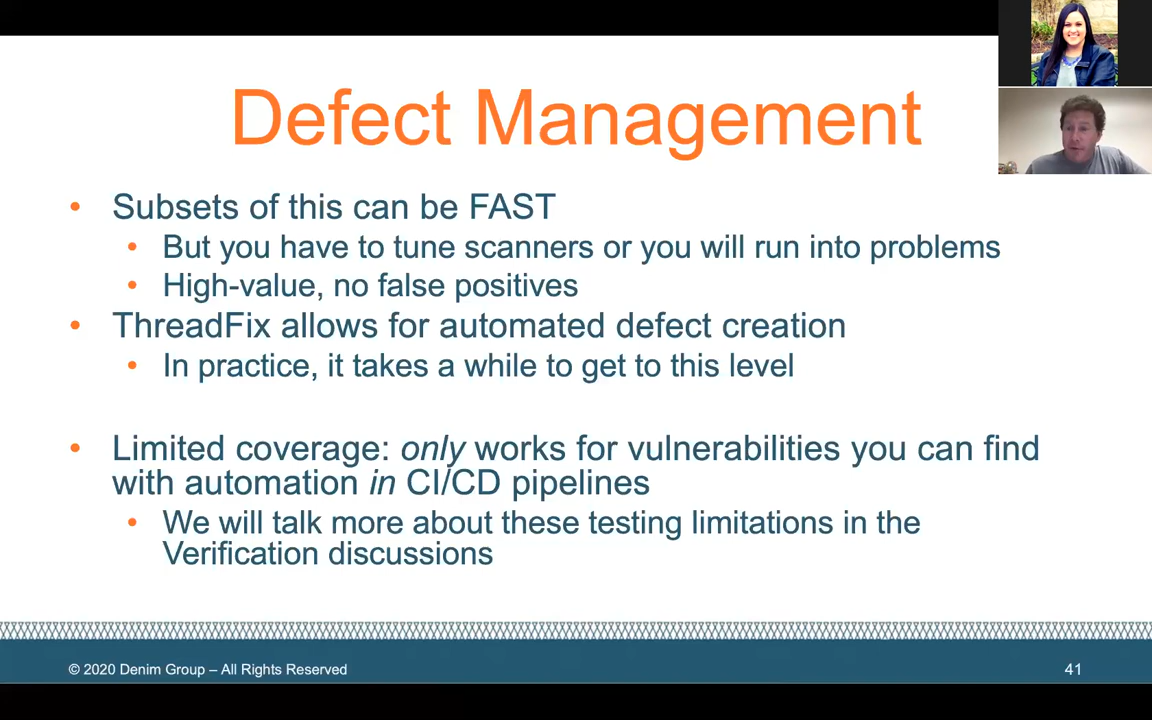 Defect Management
• Subsets of this can be FAST
• But you have to tune scanners or you will run into problems
• High-value, no false positives
• ThreadFix allows for automated defect creation
• In practice, it takes a while to get to this level
• Limited coverage: only works for vulnerabilities you can find
with automation in CI/CD pipelines
• We will talk more about these testing limitations in the
Verification discussions
© 2020 Denim Group – All Rights Reserved
41